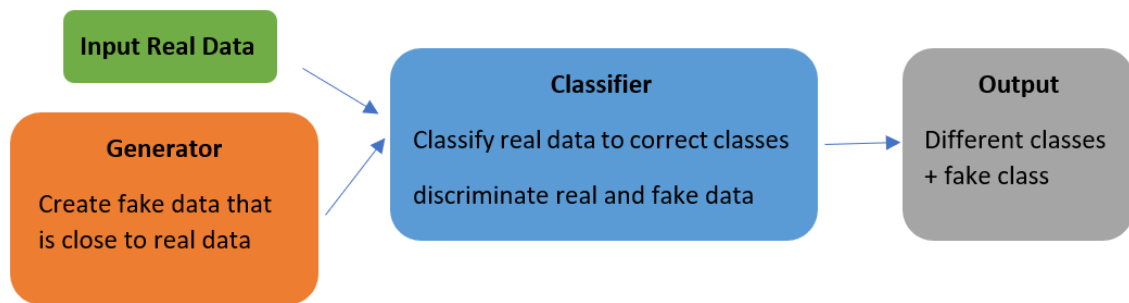 Input Real Data
Generator
Create fake data that
is close to real data
Classifier
Classify real data to correct classes
discriminate real and fake data
Output
Different classes
+ fake class